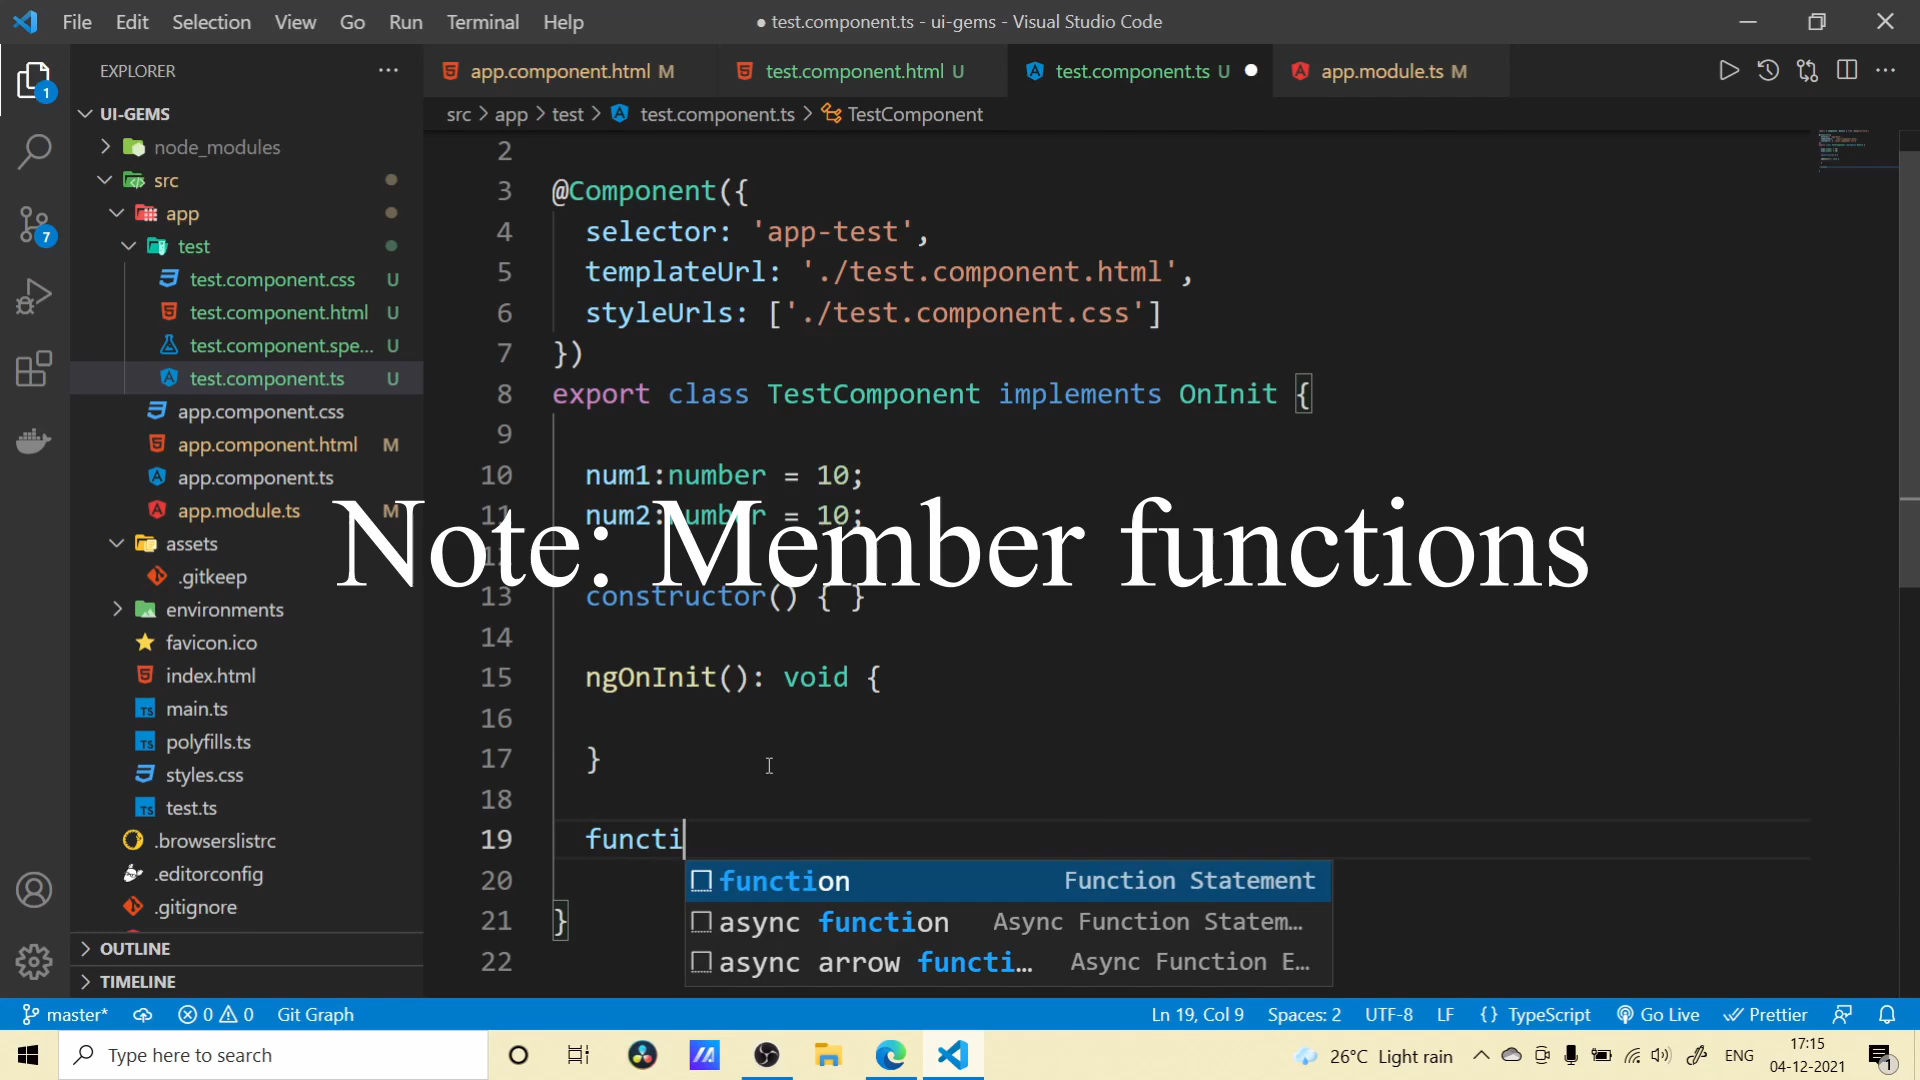 File Edit Selection View Go Run Terminal Help
● test.component.ts - ui-gems - Visual Studio Code
EXPLORER
app.component.html M
test.component.html U
test.component.ts U
app.module.ts M
src > app > test > test.component.ts > TestComponent
UI-GEMS
node_modules
src
app
test
test.component.css U
test.component.html U
test.component.spe... U
test.component.ts U
app.component.css
app.component.html M
app.component.ts
app.module.ts M
assets
.gitkeep
environments
favicon.ico
index.html
main.ts
polyfills.ts
styles.css
test.ts
.browserslistrc
.editorconfig
.gitignore
OUTLINE
TIMELINE
1
7
2
3 @Component({
4 selector: 'app-test',
5 templateUrl: './test.component.html',
6 styleUrls: ['./test.component.css']
7 })
8 export class TestComponent implements OnInit {
9
10 num1:number = 10;
11 num2:number = 10;
Note: Member functions
13 constructor() { }
14
15 ngOnInit(): void {
16
17 }
18
19 functi
20
21 }
22
function Function Statement
async function Async Function Statem...
async arrow functi... Async Function E...
master* 0 0 Git Graph
Ln 19, Col 9 Spaces: 2 UTF-8 LF {} TypeScript Go Live Prettier
Type here to search
26°C Light rain
ENG
17:15
04-12-2021
1